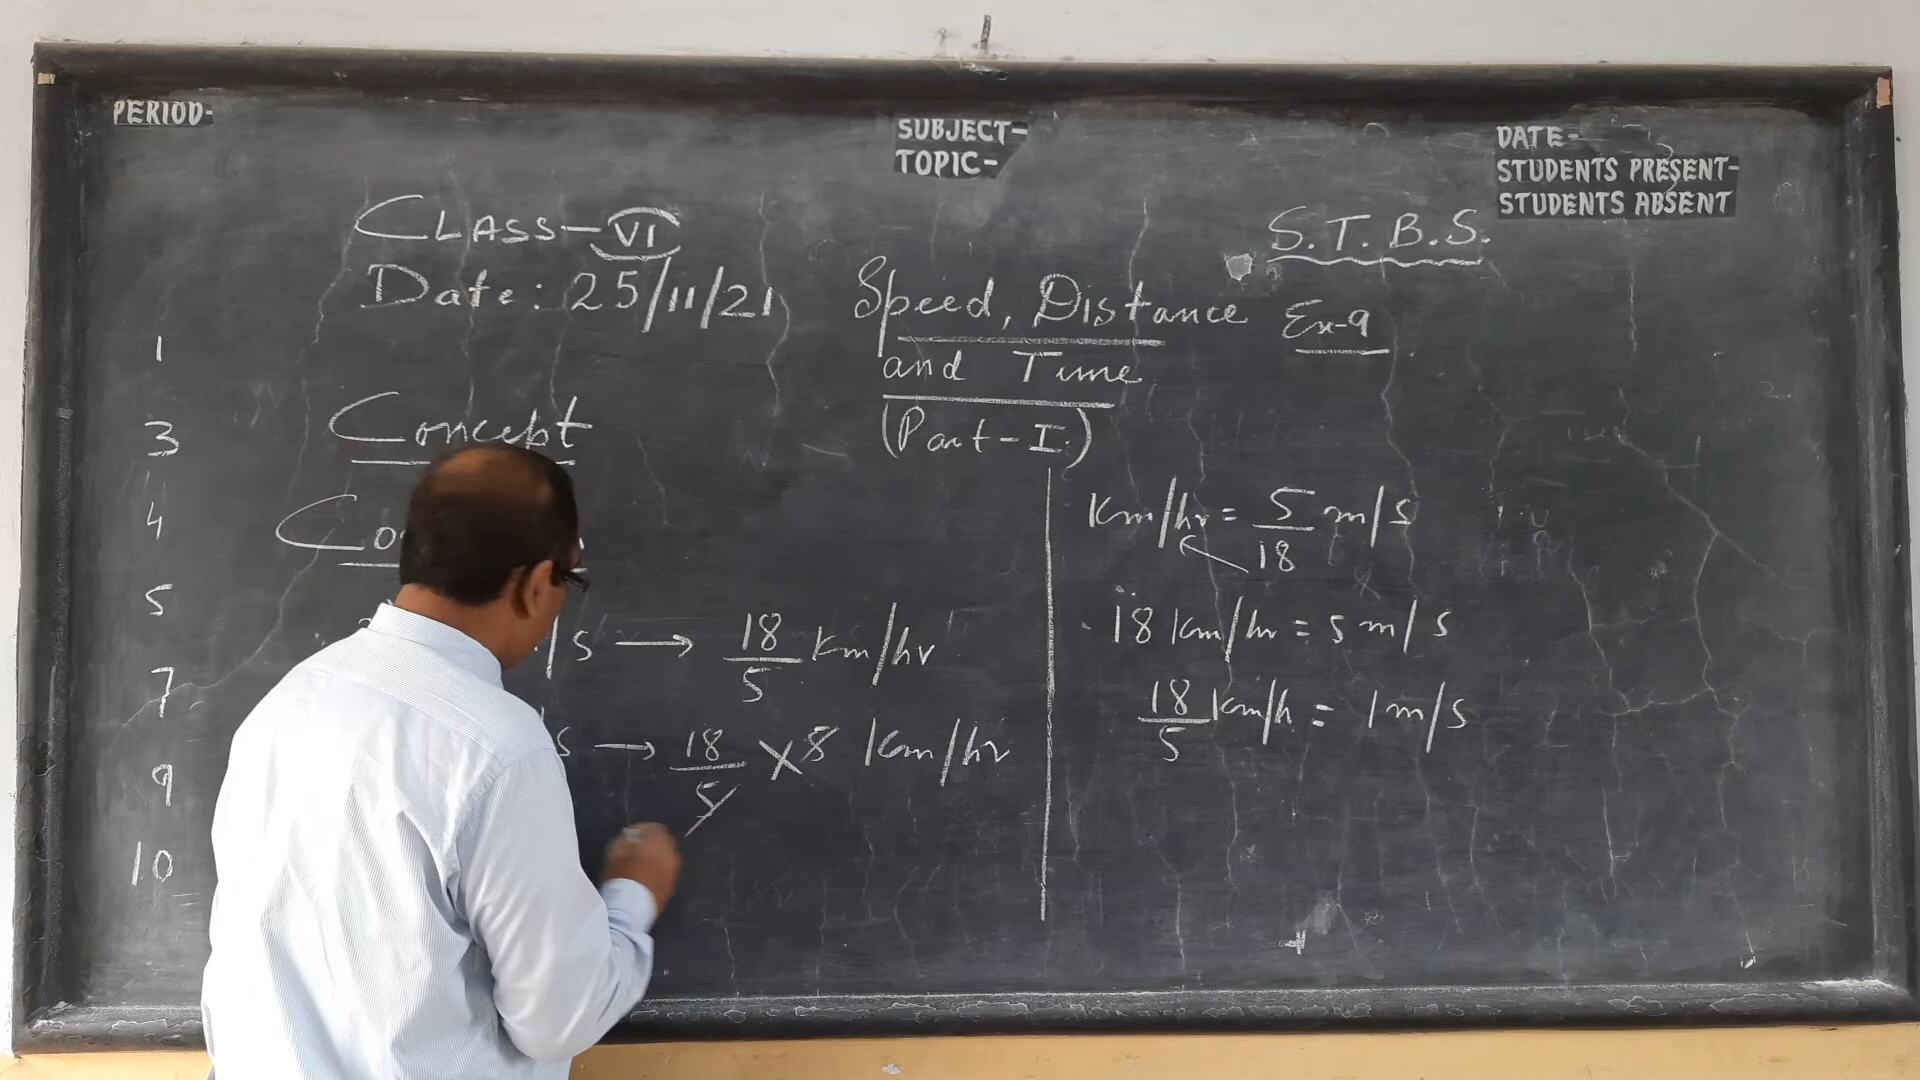 PERIOD-
SUBJECT-
TOPIC-
DATE-
STUDENTS PRESENT-
STUDENTS ABSENT
CLASS-VI
S.T.B.S.
Date: 25/11/21
Speed, Distance Ex-9
and Time
(Part-I.)
1
3
4
5
7
9
10
Concept
/s → 18/5 km/hr
s → 18/5 × 8 km/hr
km/hr = 5/18 m/s
18 km/hr = 5 m/s
18/5 km/h = 1 m/s